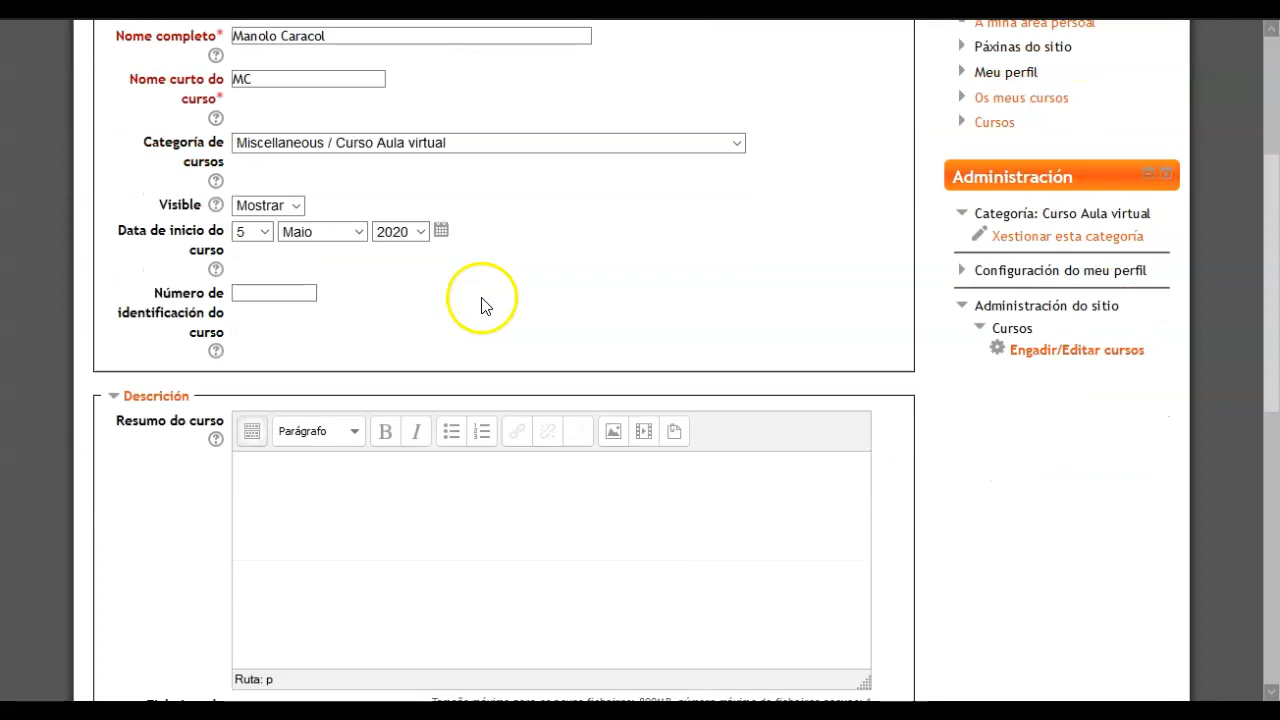 Nome completo* Manolo Caracol
Nome curto do curso* MC
Categoría de cursos Miscellaneous / Curso Aula virtual
Visible Mostrar
Data de inicio do curso 5 Maio 2020
Número de identificación do curso
Descrición
Resumo do curso
Parágrafo B I
Ruta: p
A miña área persoal
Páxinas do sitio
Meu perfil
Os meus cursos
Cursos
Administración
Categoría: Curso Aula virtual
Xestionar esta categoría
Configuración do meu perfil
Administración do sitio
Cursos
Engadir/Editar cursos